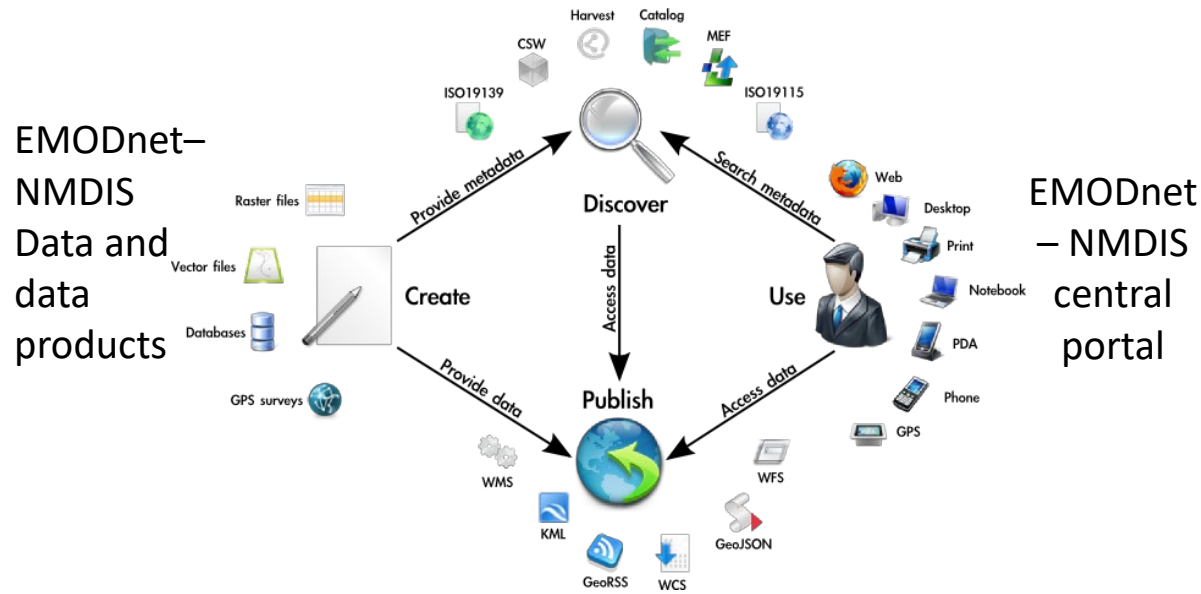 Harvest
Catalog
CSW
MEF
ISO19139
ISO19115
EMODnet–
NMDIS
Data and
data
products
Raster files
Vector files
Databases
GPS surveys
Create
Provide metadata
Discover
Search metadata
Access data
Use
Web
Desktop
Print
Notebook
PDA
Phone
GPS
EMODnet
– NMDIS
central
portal
Provide data
Publish
Access data
WMS
KML
GeoRSS
WCS
GeoJSON
WFS